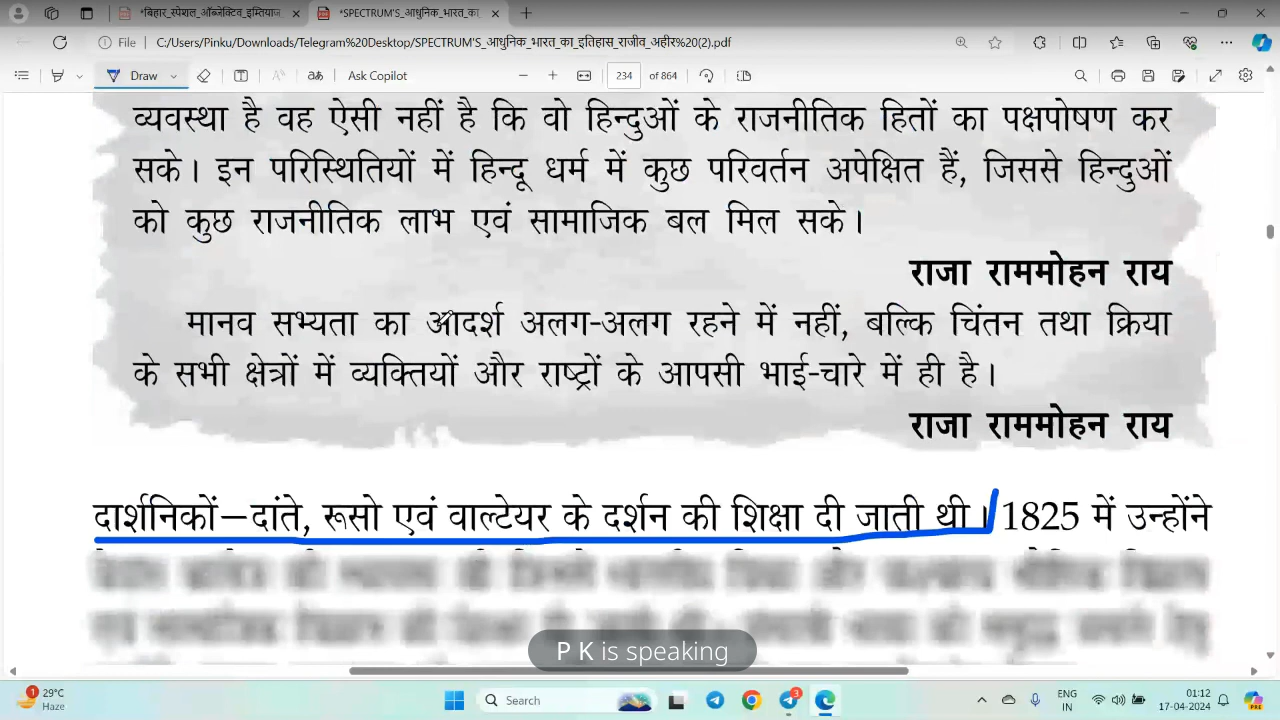 *बिहार_स्पेशल_ऑब्जेक्टिव_इम्तियाज
*SPECTRUM'S_आधुनिक_भारत_का_
File C:/Users/Pinku/Downloads/Telegram%20Desktop/SPECTRUM'S_आधुनिक_भारत_का_इतिहास_राजीव_अहीर%20(2).pdf
Draw
Ask Copilot
234 of 864
व्यवस्था है वह ऐसी नहीं है कि वो हिन्दुओं के राजनीतिक हितों का पक्षपोषण कर
सके। इन परिस्थितियों में हिन्दू धर्म में कुछ परिवर्तन अपेक्षित हैं, जिससे हिन्दुओं
को कुछ राजनीतिक लाभ एवं सामाजिक बल मिल सके।
राजा राममोहन राय
मानव सभ्यता का आदर्श अलग-अलग रहने में नहीं, बल्कि चिंतन तथा क्रिया
के सभी क्षेत्रों में व्यक्तियों और राष्ट्रों के आपसी भाई-चारे में ही है।
राजा राममोहन राय
दार्शनिकों–दांते, रूसो एवं वाल्टेयर के दर्शन की शिक्षा दी जाती थी। 1825 में उन्होंने
P K is speaking
1
29°C
Haze
Search
3
ENG
IN
01:12
17-04-2024